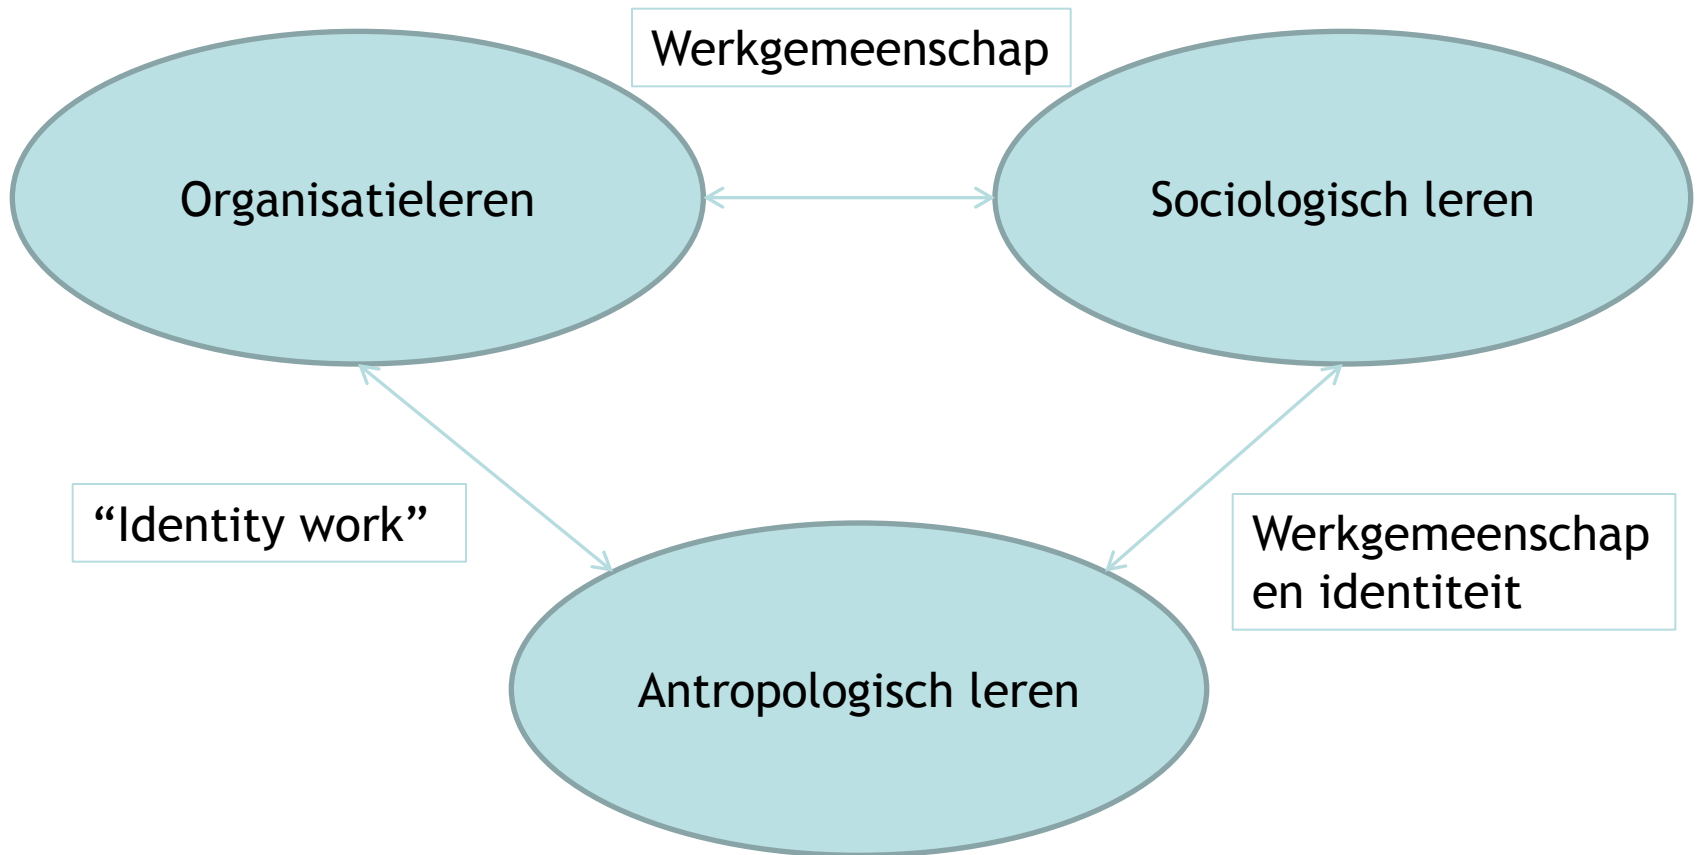 Werkgemeenschap
Organisatieleren
Sociologisch leren
“Identity work”
Werkgemeenschap
en identiteit
Antropologisch leren